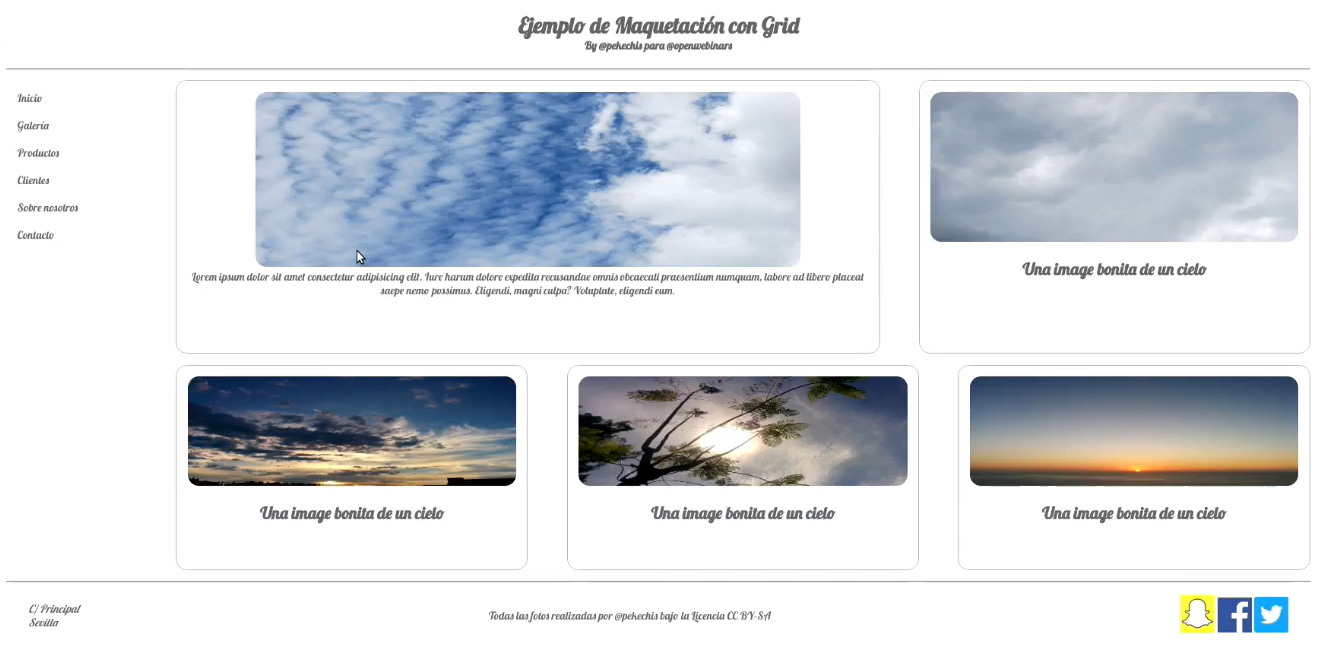 Ejemplo de Maquetación con Grid
By @pekechis para @openwebinars
Inicio
Galería
Productos
Clientes
Sobre nosotros
Contacto
Lorem ipsum dolor sit amet consectetur adipisicing elit. Iure harum dolore expedita recusandae omnis obcaecati praesentium numquam, labore ad libero placeat
saepe nemo possimus. Eligendi, magni culpa? Voluptate, eligendi eum.
Una image bonita de un cielo
Una image bonita de un cielo
Una image bonita de un cielo
Una image bonita de un cielo
C/ Principal
Sevilla
Todas las fotos realizadas por @pekechis bajo la Licencia CC BY-SA